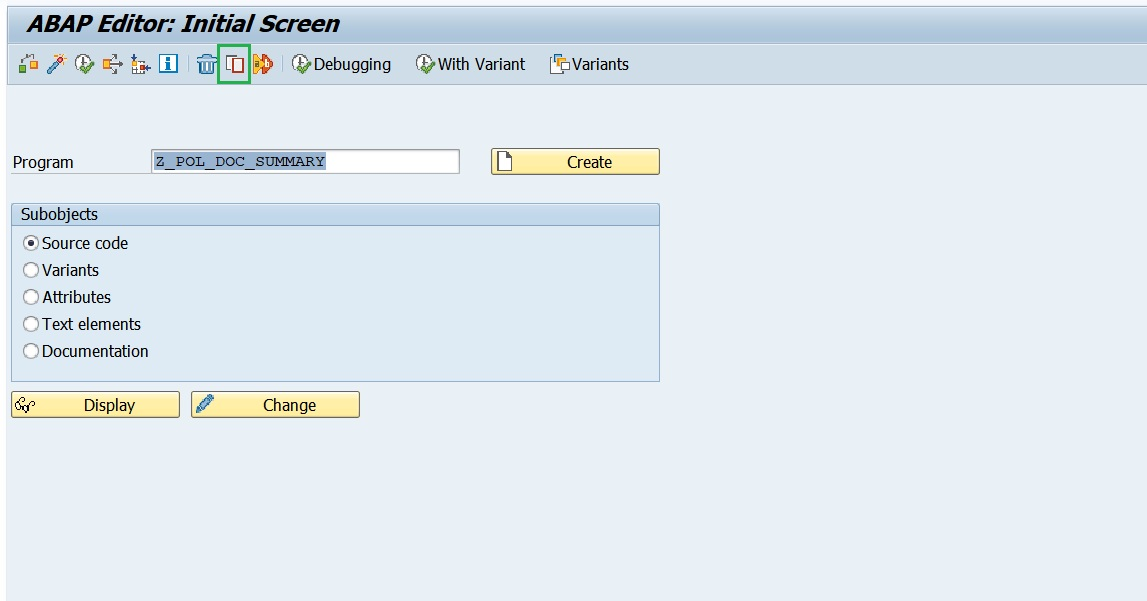 ABAP Editor: Initial Screen
Debugging With Variant Variants
Program Z_POL_DOC_SUMMARY Create
Subobjects
Source code
Variants
Attributes
Text elements
Documentation
Display Change